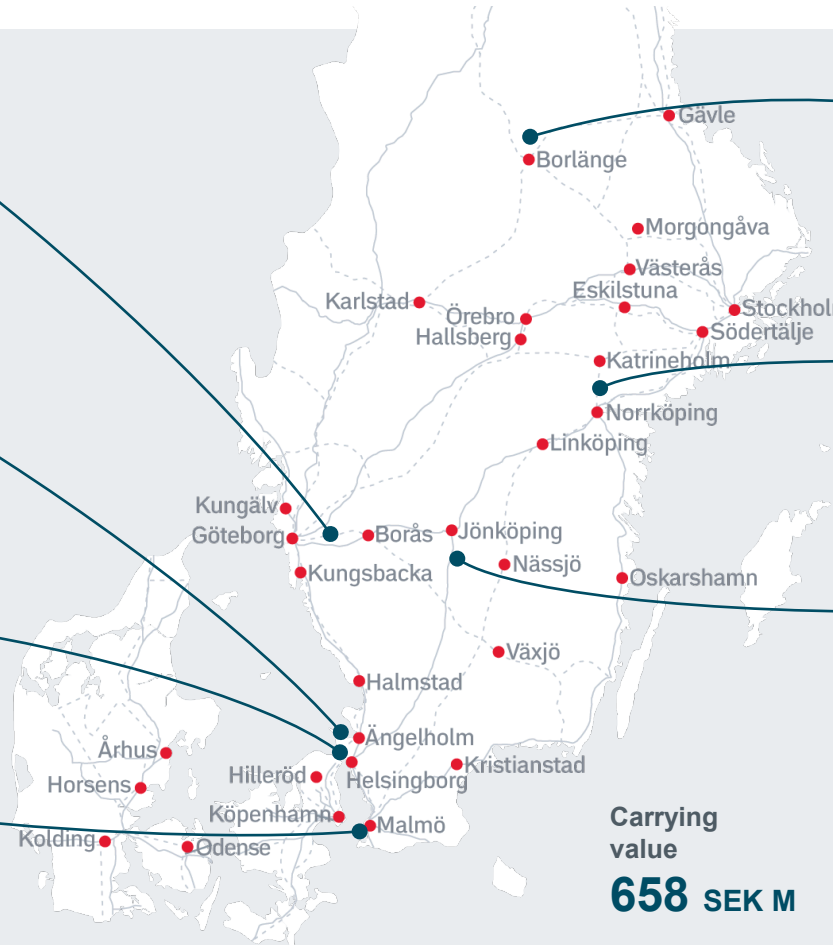 Gävle
Borlänge
Morgongåva
Västerås
Eskilstuna
Karlstad
Stockhol
Örebro
Södertälje
Hallsberg
Katrineholm
Norrköping
Linköping
Kungälv
Göteborg
Borås
Jönköping
Nässjö
Kungsbacka
Oskarshamn
Växjö
Halmstad
Ängelholm
Århus
Kristianstad
Hilleröd
Helsingborg
Horsens
Köpenhamn
Malmö
Kolding
Odense
Carrying
value
658 SEK M